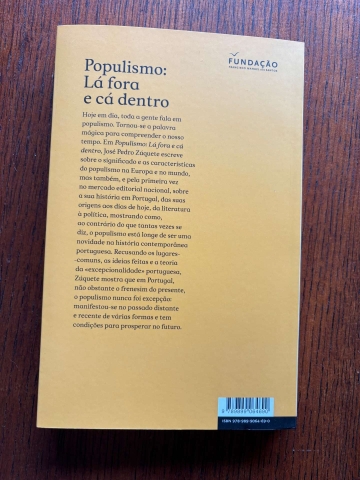 FUNDAÇÃO
FRANCISCO MANUEL DOS SANTOS
Populismo:
Lá fora
e cá dentro
Hoje em dia, toda a gente fala em
populismo. Tornou-se a palavra
mágica para compreender o nosso
tempo. Em Populismo: Lá fora e cá
dentro, José Pedro Zúquete escreve
sobre o significado e as características
do populismo na Europa e no mundo,
mas também, e pela primeira vez
no mercado editorial nacional, sobre
a sua história em Portugal, das suas
origens aos dias de hoje, da literatura
à política, mostrando como,
ao contrário do que tantas vezes se
diz, o populismo está longe de ser uma
novidade na história contemporânea
portuguesa. Recusando os lugares-
-comuns, as ideias feitas e a teoria
da «excepcionalidade» portuguesa,
Zúquete mostra que em Portugal,
não obstante o frenesim do presente,
o populismo nunca foi excepção:
manifestou-se no passado distante
e recente de várias formas e tem
condições para prosperar no futuro.